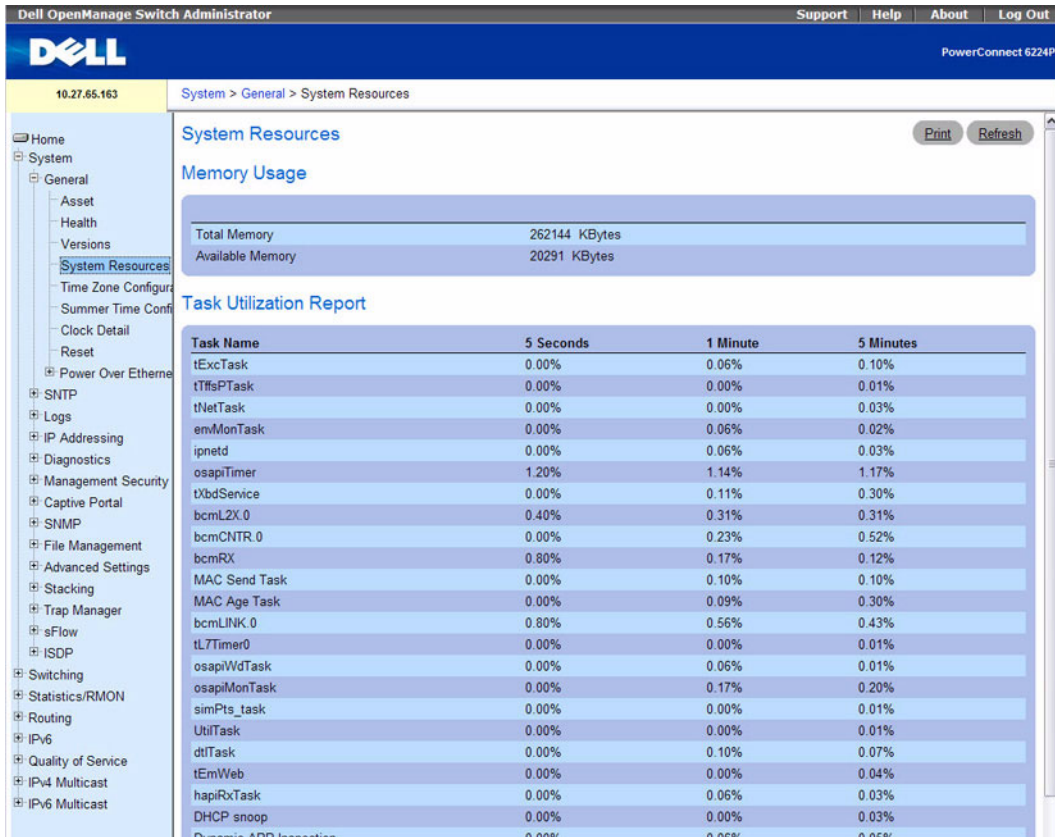 Dell OpenManage Switch Administrator
Support Help About Log Out
DELL
PowerConnect 6224P
10.27.65.163
System > General > System Resources
Home
System
General
Asset
Health
Versions
System Resources
Time Zone Configura
Summer Time Confi
Clock Detail
Reset
Power Over Etherne
SNTP
Logs
IP Addressing
Diagnostics
Management Security
Captive Portal
SNMP
File Management
Advanced Settings
Stacking
Trap Manager
sFlow
ISDP
Switching
Statistics/RMON
Routing
IPv6
Quality of Service
IPv4 Multicast
IPv6 Multicast
System Resources
Print Refresh
Memory Usage
Total Memory 262144 KBytes
Available Memory 20291 KBytes
Task Utilization Report
Task Name 5 Seconds 1 Minute 5 Minutes
tExcTask 0.00% 0.06% 0.10%
tTffsPTask 0.00% 0.00% 0.01%
tNetTask 0.00% 0.00% 0.03%
envMonTask 0.00% 0.06% 0.02%
ipnetd 0.00% 0.06% 0.03%
osapiTimer 1.20% 1.14% 1.17%
tXbdService 0.00% 0.11% 0.30%
bcmL2X.0 0.40% 0.31% 0.31%
bcmCNTR.0 0.00% 0.23% 0.52%
bcmRX 0.80% 0.17% 0.12%
MAC Send Task 0.00% 0.10% 0.10%
MAC Age Task 0.00% 0.09% 0.30%
bcmLINK.0 0.80% 0.56% 0.43%
tL7Timer0 0.00% 0.00% 0.01%
osapiWdTask 0.00% 0.06% 0.01%
osapiMonTask 0.00% 0.17% 0.20%
simPts_task 0.00% 0.00% 0.01%
UtilTask 0.00% 0.00% 0.01%
dtlTask 0.00% 0.10% 0.07%
tEmWeb 0.00% 0.00% 0.04%
hapiRxTask 0.00% 0.06% 0.03%
DHCP snoop 0.00% 0.00% 0.03%
Dynamic ARP Inspection 0.00% 0.06% 0.05%